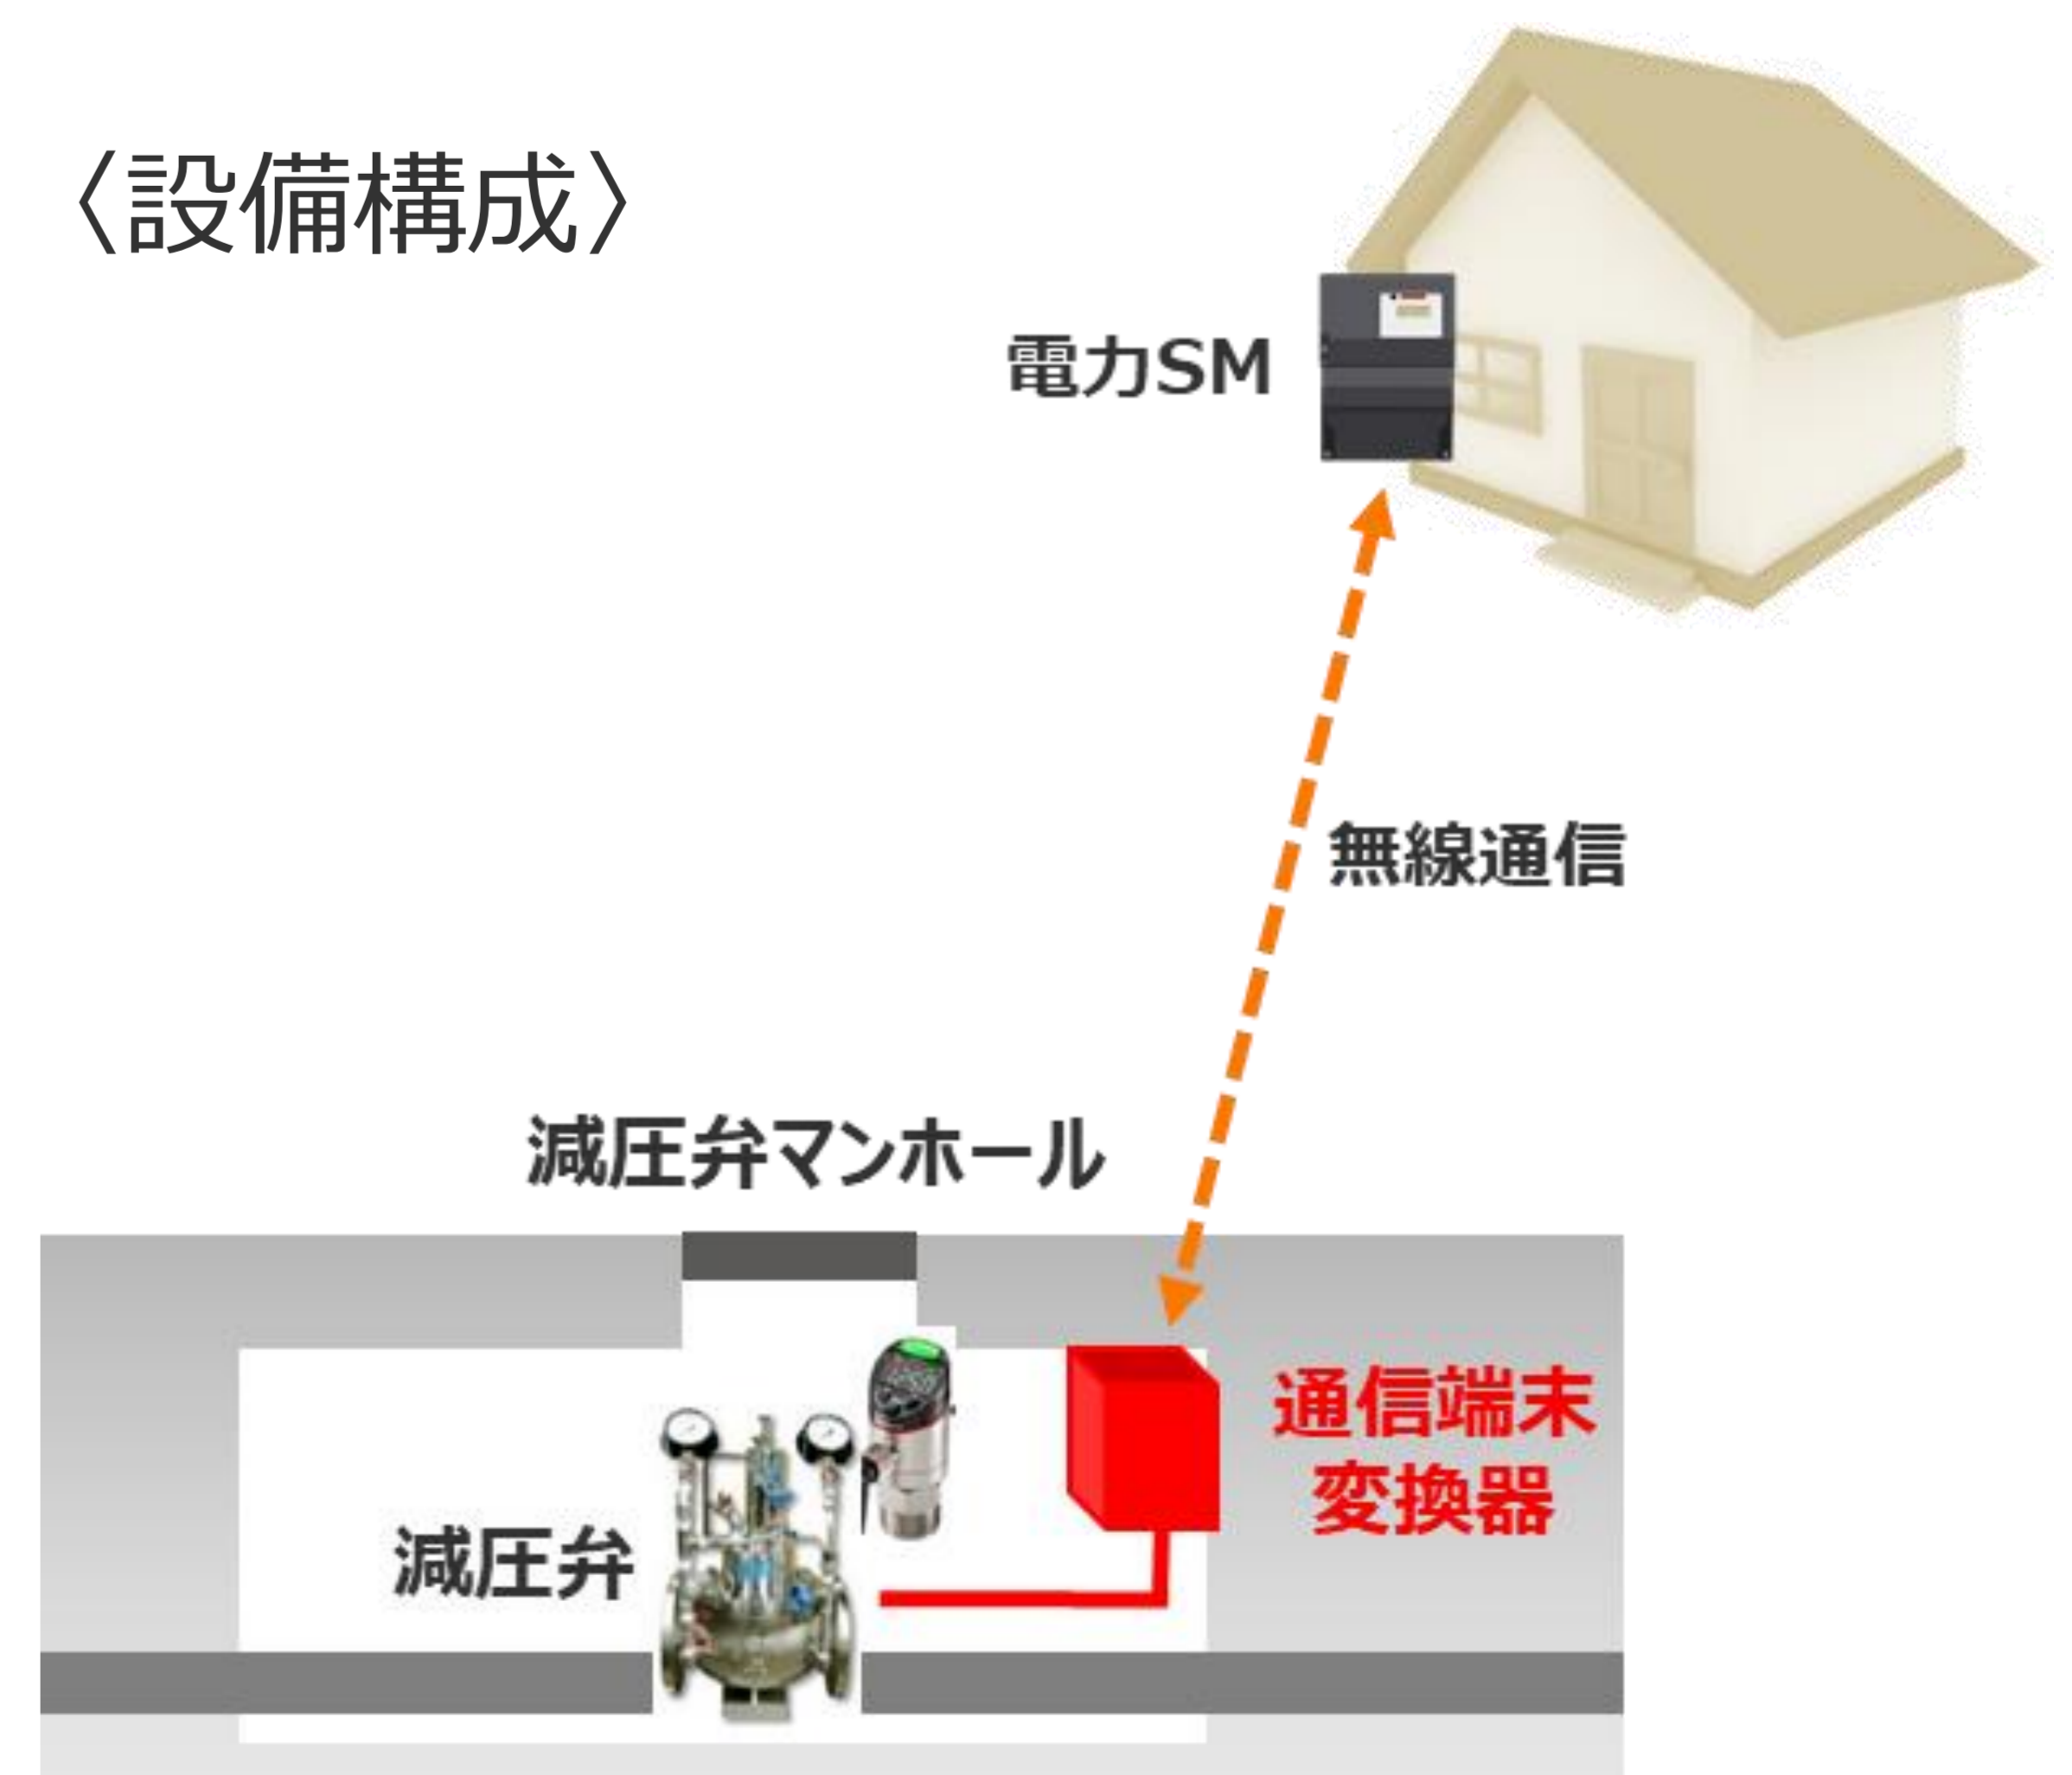 〈設備構成〉
電力SM
無線通信
減圧弁マンホール
通信端末
変換器
減圧弁